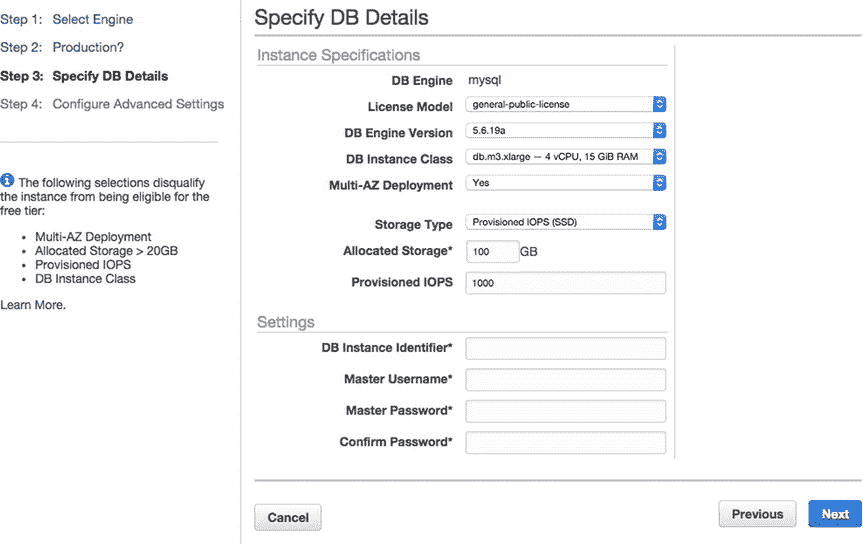 Step 1: Select Engine
Step 2: Production?
Step 3: Specify DB Details
Step 4: Configure Advanced Settings
The following selections disqualify
the instance from being eligible for the
free tier:
• Multi-AZ Deployment
• Allocated Storage > 20GB
• Provisioned IOPS
• DB Instance Class
Learn More.
Specify DB Details
Instance Specifications
DB Engine mysql
License Model general-public-license
DB Engine Version 5.6.19a
DB Instance Class db.m3.xlarge — 4 vCPU, 15 GiB RAM
Multi-AZ Deployment Yes
Storage Type Provisioned IOPS (SSD)
Allocated Storage* 100 GB
Provisioned IOPS 1000
Settings
DB Instance Identifier*
Master Username*
Master Password*
Confirm Password*
Cancel Previous Next